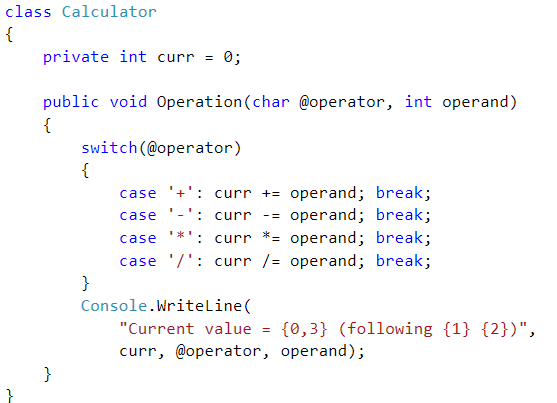 class Calculator
{
    private int curr = 0;

    public void Operation(char @operator, int operand)
    {
        switch(@operator)
        {
            case '+': curr += operand; break;
            case '-': curr -= operand; break;
            case '*': curr *= operand; break;
            case '/': curr /= operand; break;
        }
        Console.WriteLine(
            "Current value = {0,3} (following {1} {2})",
            curr, @operator, operand);
    }
}